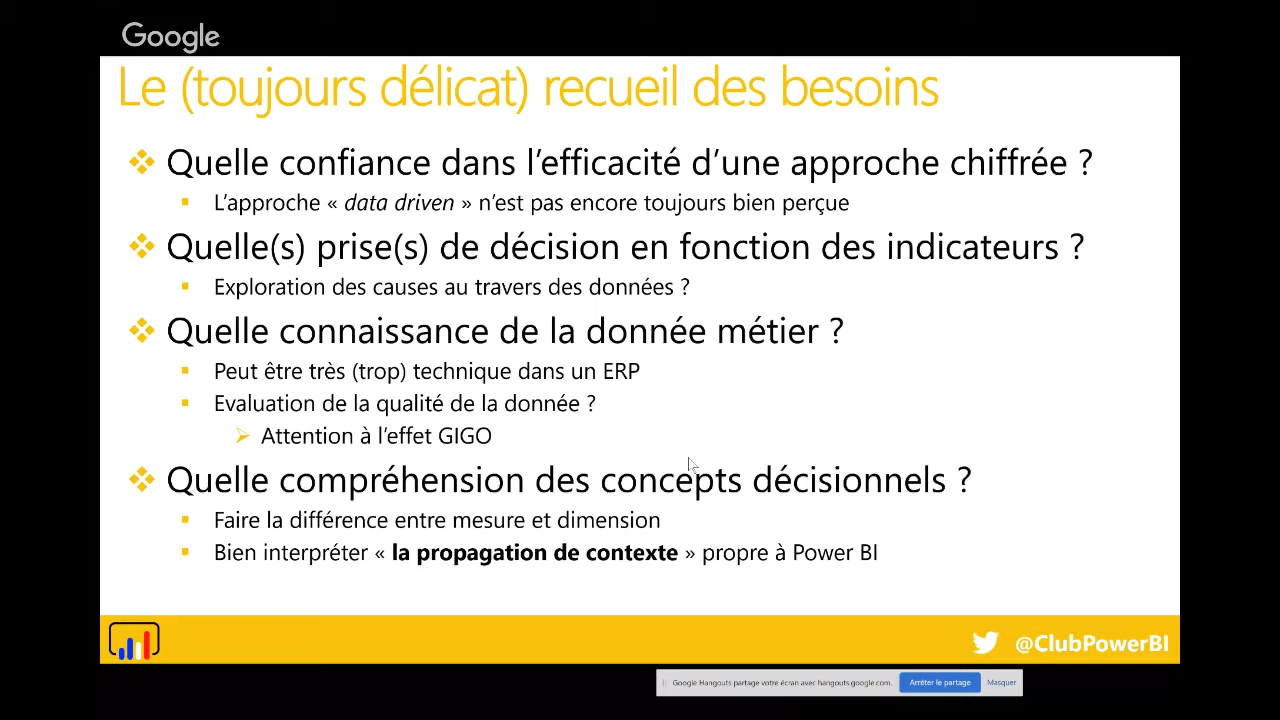 Google
Le (toujours délicat) recueil des besoins
Quelle confiance dans l’efficacité d’une approche chiffrée ?
L’approche « data driven » n’est pas encore toujours bien perçue
Quelle(s) prise(s) de décision en fonction des indicateurs ?
Exploration des causes au travers des données ?
Quelle connaissance de la donnée métier ?
Peut être très (trop) technique dans un ERP
Evaluation de la qualité de la donnée ?
Attention à l’effet GIGO
Quelle compréhension des concepts décisionnels ?
Faire la différence entre mesure et dimension
Bien interpréter « la propagation de contexte » propre à Power BI
@ClubPowerBI
Google Hangouts partage votre écran avec hangouts.google.com. Arrêter le partage Masquer